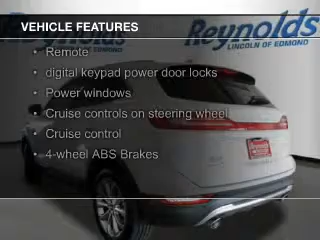 VEHICLE FEATURES
Reynolds
Reynolds
LINCOLN OF EDMOND
• Remote
• digital keypad power door locks
• Power windows
• Cruise controls on steering wheel
• Cruise control
• 4-wheel ABS Brakes